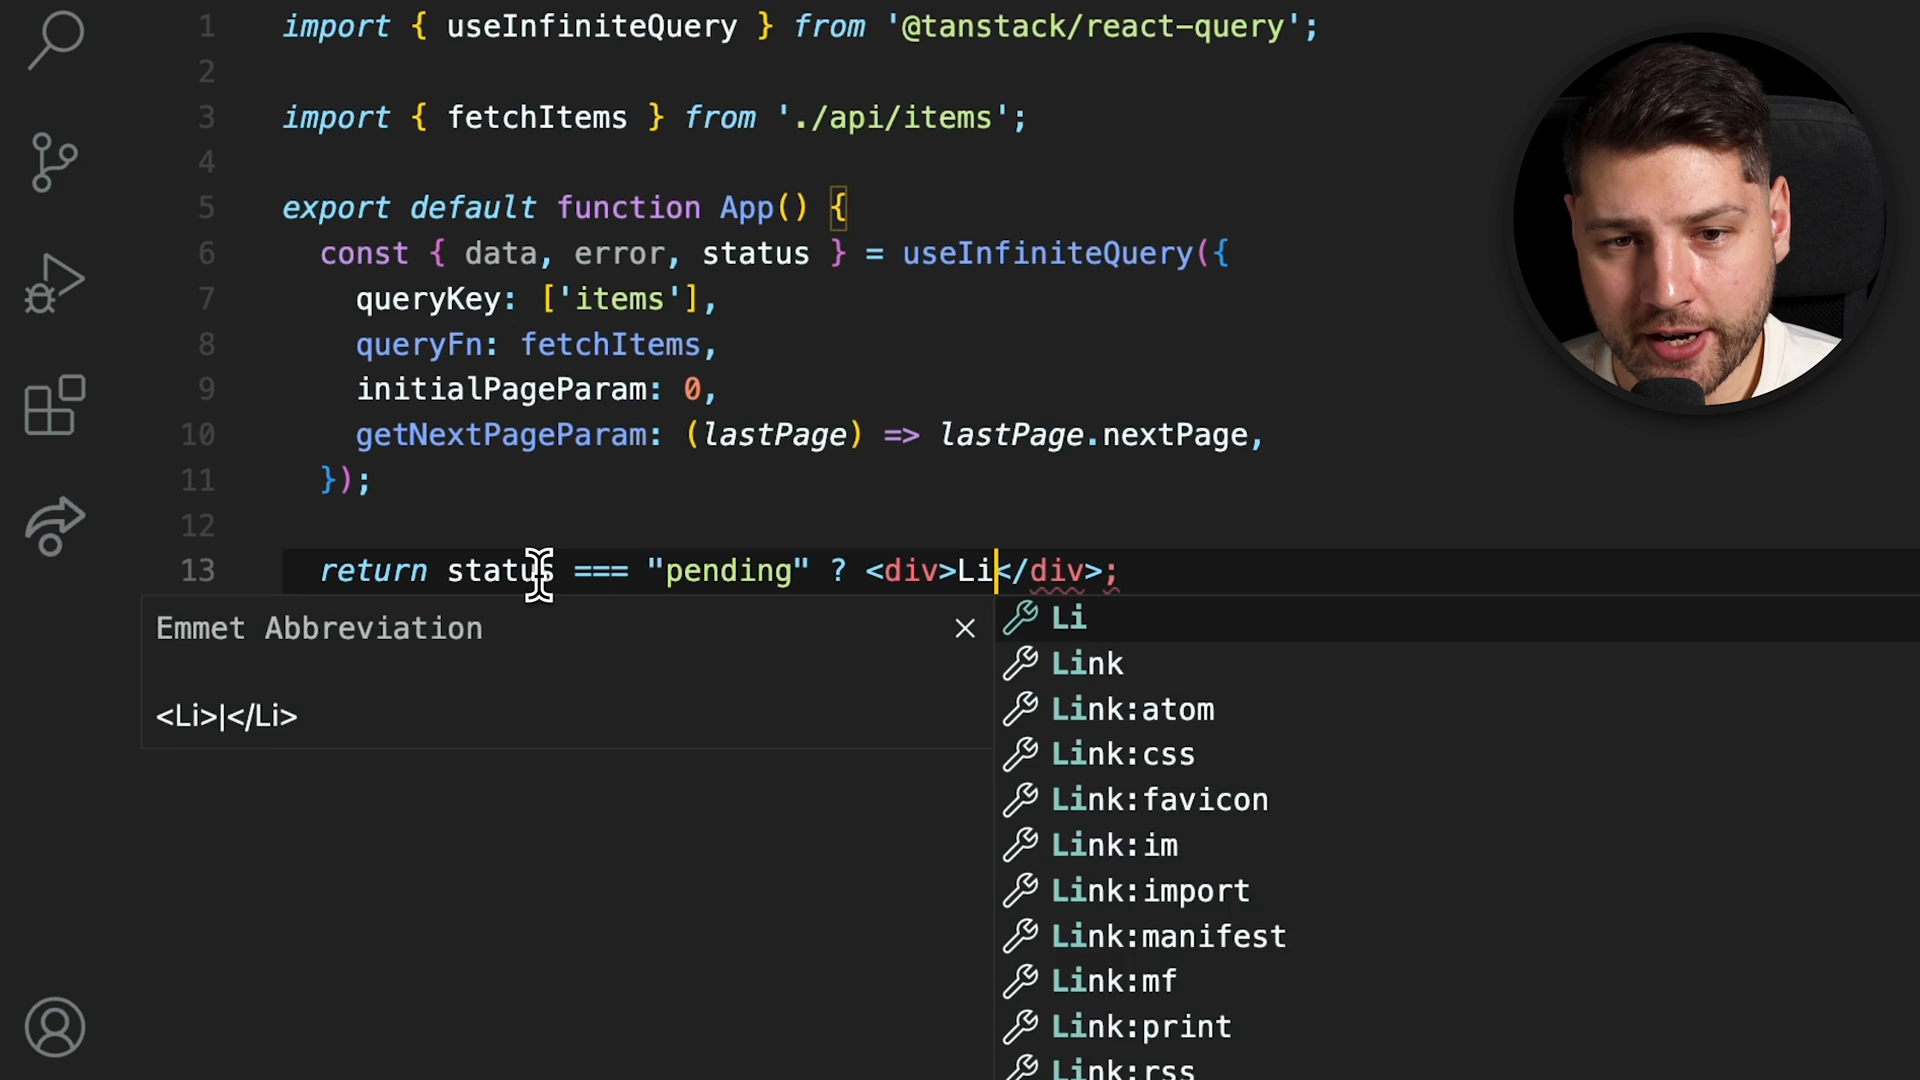 1 import { useInfiniteQuery } from '@tanstack/react-query';
2
3 import { fetchItems } from './api/items';
4
5 export default function App() {
6 const { data, error, status } = useInfiniteQuery({
7 queryKey: ['items'],
8 queryFn: fetchItems,
9 initialPageParam: 0,
10 getNextPageParam: (lastPage) => lastPage.nextPage,
11 });
12
13 return status === "pending" ? <div>Li</div>;
Emmet Abbreviation
<Li>|</Li>
Li
Link
Link:atom
Link:css
Link:favicon
Link:im
Link:import
Link:manifest
Link:mf
Link:print
Link:rss